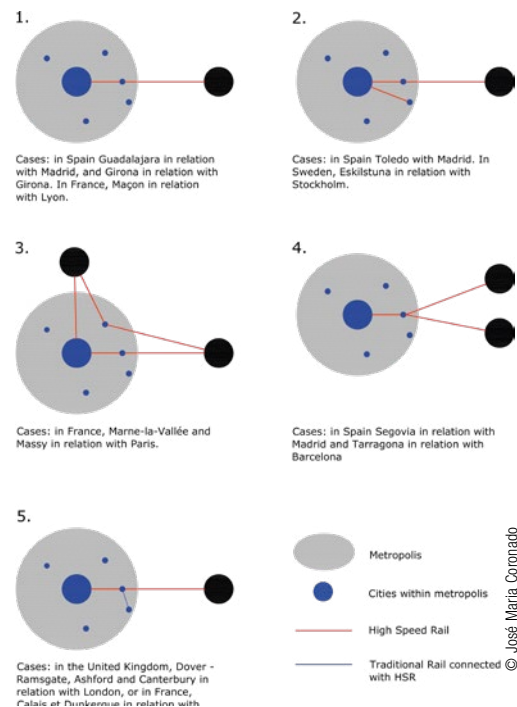 1.
Cases: in Spain Guadalajara in relation
with Madrid, and Girona in relation with
Girona. In France, Maçon in relation
with Lyon.
2.
Cases: in Spain Toledo with Madrid. In
Sweden, Eskilstuna in relation with
Stockholm.
3.
Cases: in France, Marne-la-Vallée and
Massy in relation with Paris.
4.
Cases: in Spain Segovia in relation with
Madrid and Tarragona in relation with
Barcelona
5.
Cases: in the United Kingdom, Dover -
Ramsgate, Ashford and Canterbury in
relation with London, or in France,
Calais et Dunkerque in relation with
Metropolis
Cities within metropolis
High Speed Rail
Traditional Rail connected
with HSR
© José Maria Coronado